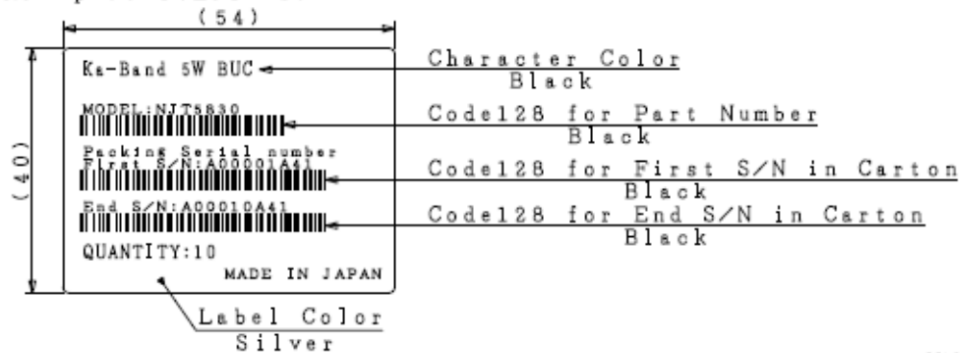 (54)
(40)
Ka-Band 5W BUC
Character Color
Black
MODEL:NJT5830
Code128 for Part Number
Black
Packing Serial number
First S/N:A00001A41
Code128 for First S/N in Carton
Black
End S/N:A00010A41
Code128 for End S/N in Carton
Black
QUANTITY:10
MADE IN JAPAN
Label Color
Silver